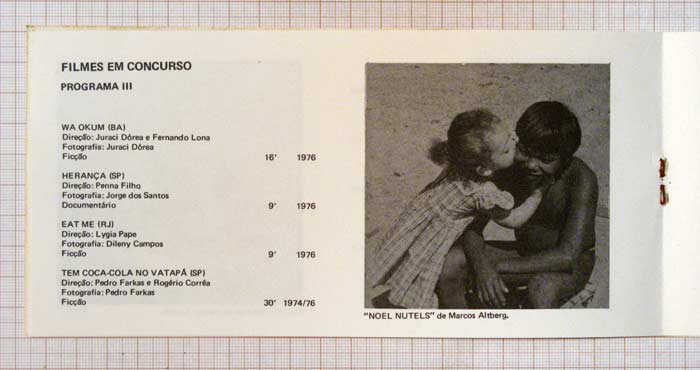 FILMES EM CONCURSO
PROGRAMA III
WA OKUM (BA)
Direção: Juraci Dórea e Fernando Lona
Fotografia: Juraci Dórea
Ficção 16' 1976
HERANÇA (SP)
Direção: Penna Filho
Fotografia: Jorge dos Santos
Documentário 9' 1976
EAT ME (RJ)
Direção: Lygia Pape
Fotografia: Dileny Campos
Ficção 9' 1976
TEM COCA-COLA NO VATAPÁ (SP)
Direção: Pedro Farkas e Rogério Corrêa
Fotografia: Pedro Farkas
Ficção 30' 1974/76
"NOEL NUTELS" de Marcos Altberg.